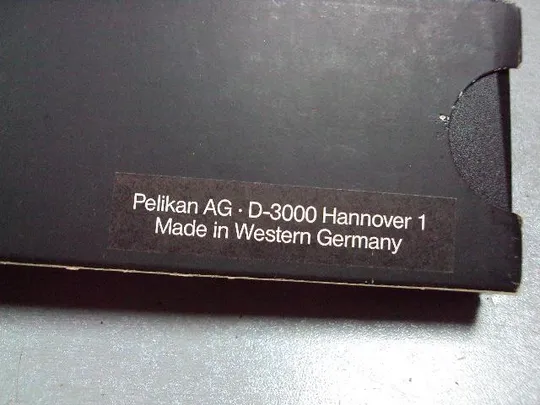 Pelikan AG · D-3000 Hannover 1
Made in Western Germany